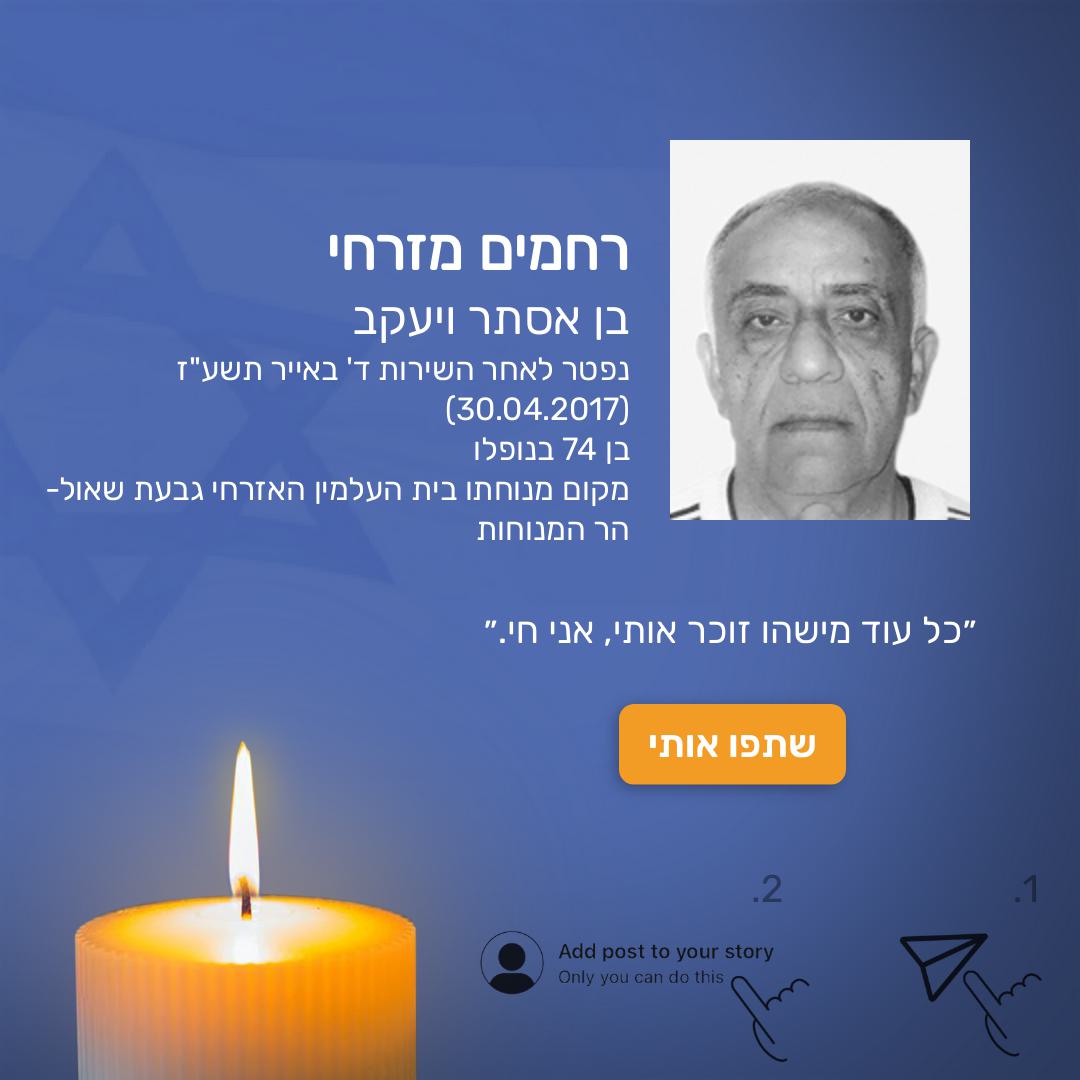 רחמים מזרחי
בן אסתר ויעקב
נפטר לאחר השירות ד' באייר תשע"ז
(30.04.2017)
בן 74 בנופלו
מקום מנוחתו בית העלמין האזרחי גבעת שאול-
הר המנוחות
״כל עוד מישהו זוכר אותי, אני חי.״
שתפו אותי
1.
2.
Add post to your story
Only you can do this